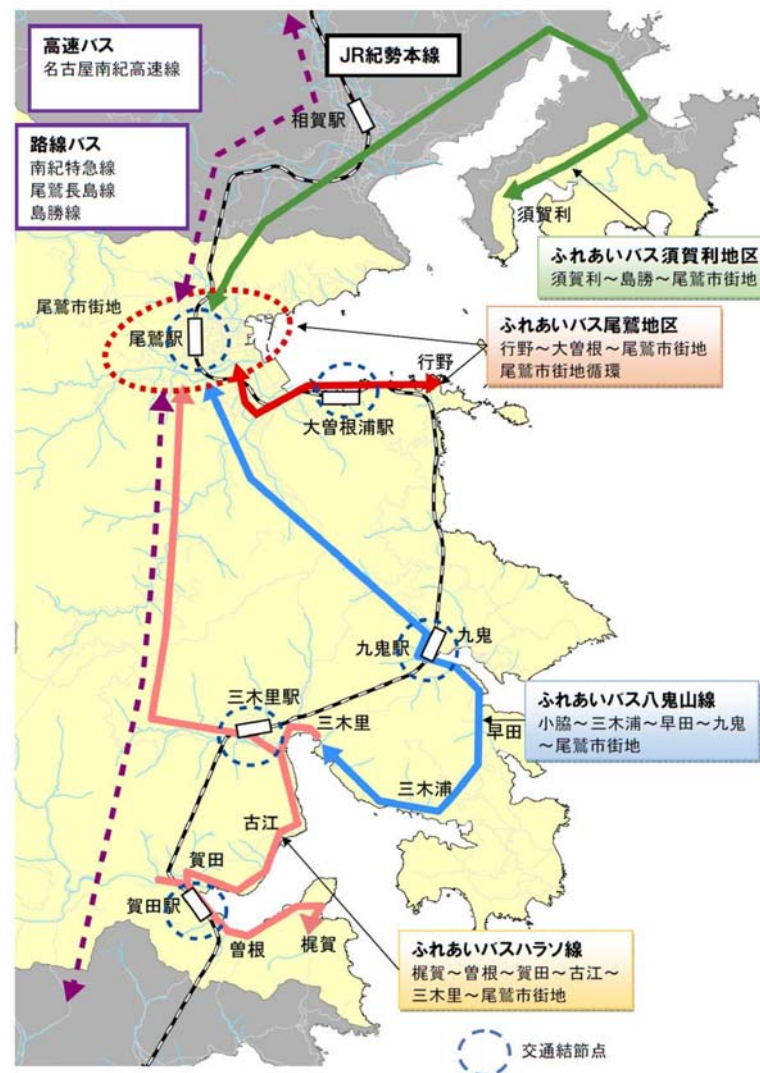 高速バス
名古屋南紀高速線
JR紀勢本線
相賀駅
路線バス
南紀特急線
尾鷲長島線
島勝線
須賀利
ふれあいバス須賀利地区
須賀利～島勝～尾鷲市街地
尾鷲市街地
尾鷲駅
ふれあいバス尾鷲地区
行野～大曽根～尾鷲市街地
尾鷲市街地循環
行野
大曽根浦駅
九鬼駅
九鬼
三木里駅
三木里
早田
ふれあいバス八鬼山線
小脇～三木浦～早田～九鬼
～尾鷲市街地
三木浦
古江
賀田
賀田駅
曽根
梶賀
ふれあいバスハラソ線
梶賀～曽根～賀田～古江～
三木里～尾鷲市街地
交通結節点